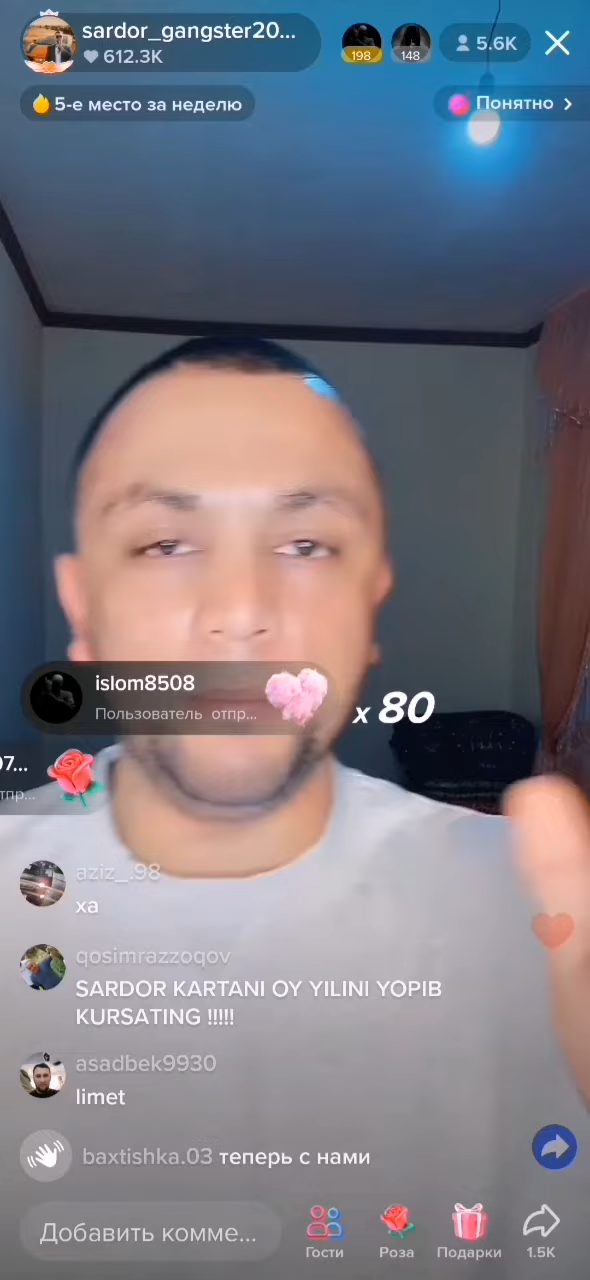 sardor_gangster20...
612.3K
198
148
5.6K
5-е место за неделю
Понятно
islom8508
Пользователь отпр...
x 80
07...
тпр...
aziz_.98
xa
qosimrazzoqov
SARDOR KARTANI OY YILINI YOPIB
KURSATING !!!!!
asadbek9930
limet
baxtishka.03 теперь с нами
Добавить комме...
Гости
Роза
Подарки
1.5K